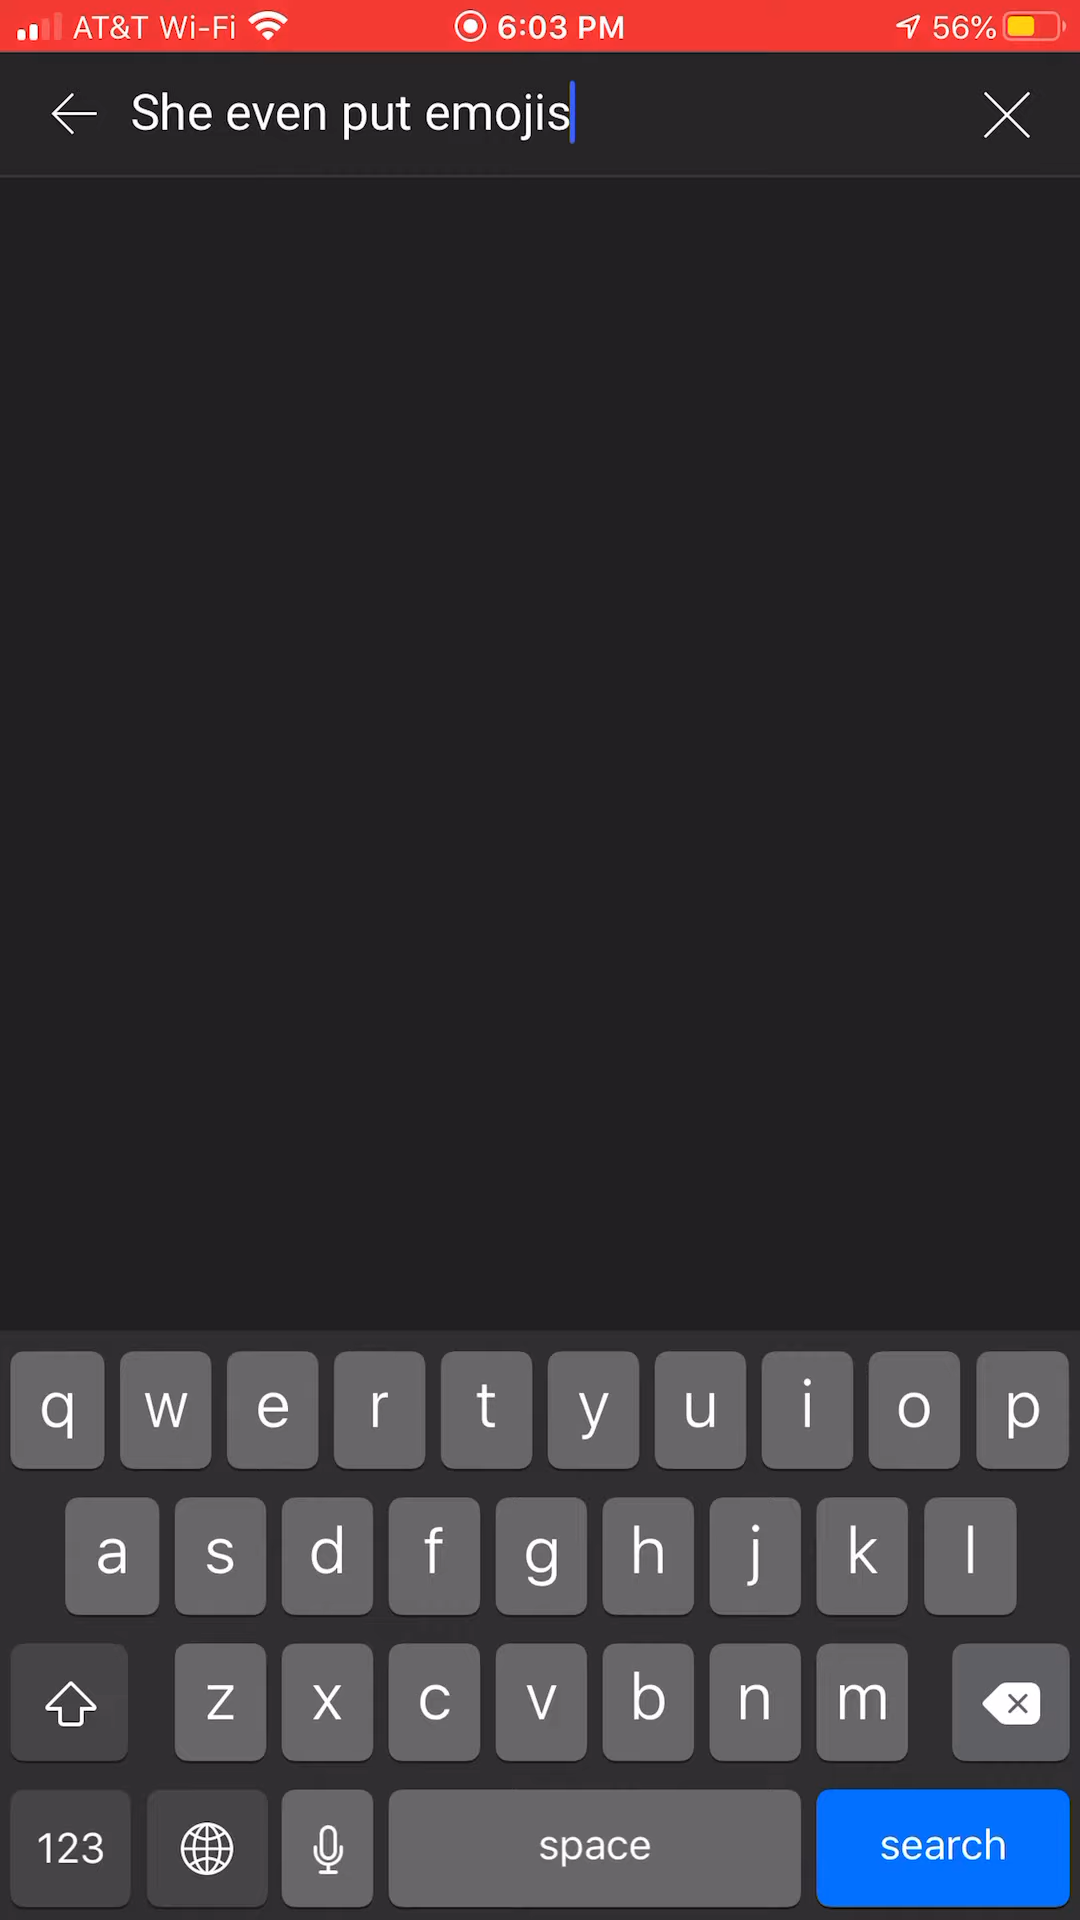 AT&T Wi-Fi 6:03 PM 56%
She even put emojis
q w e r t y u i o p
a s d f g h j k l
z x c v b n m
123 space search